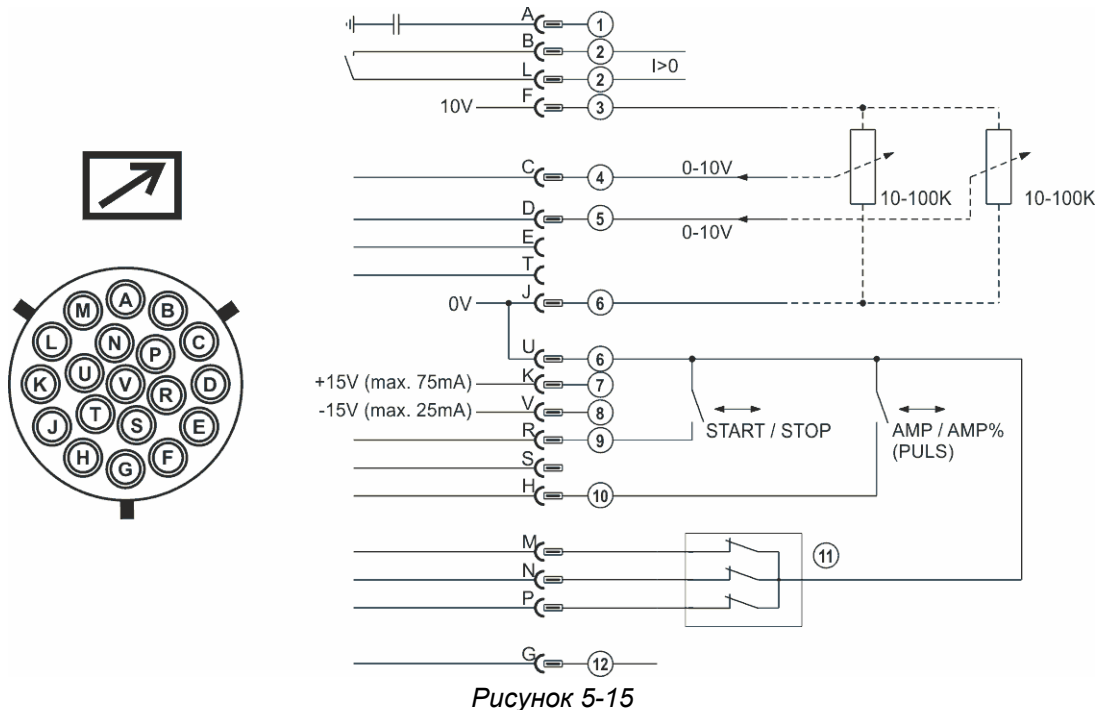 A 1
B 2
L 2 I>0
10V F 3
C 4 0-10V
10-100K 10-100K
D 5
0-10V
E
T
0V J 6
U 6
+15V (max. 75mA) K 7
-15V (max. 25mA) V 8
R 9 START / STOP AMP / AMP%
(PULS)
S
H 10
M 11
N
P
G 12
A
M B
L N P C
K U V R D
J T S E
H G F
Рисунок 5-15